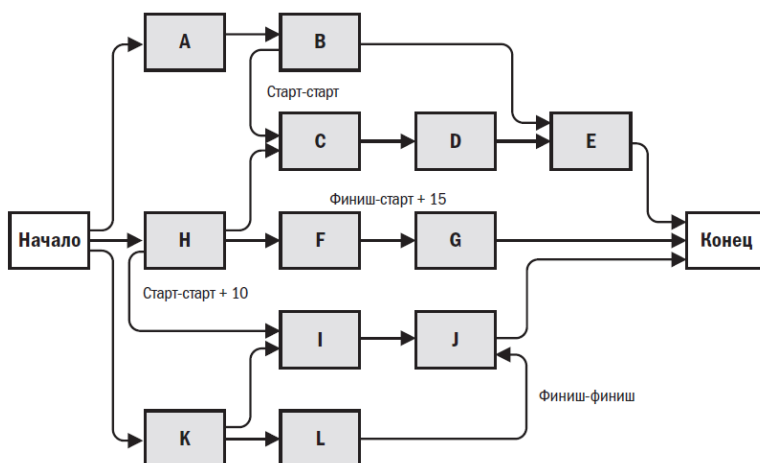 A
B
Старт-старт
C
D
E
Финиш-старт + 15
Начало
H
F
G
Конец
Старт-старт + 10
I
J
Финиш-финиш
K
L